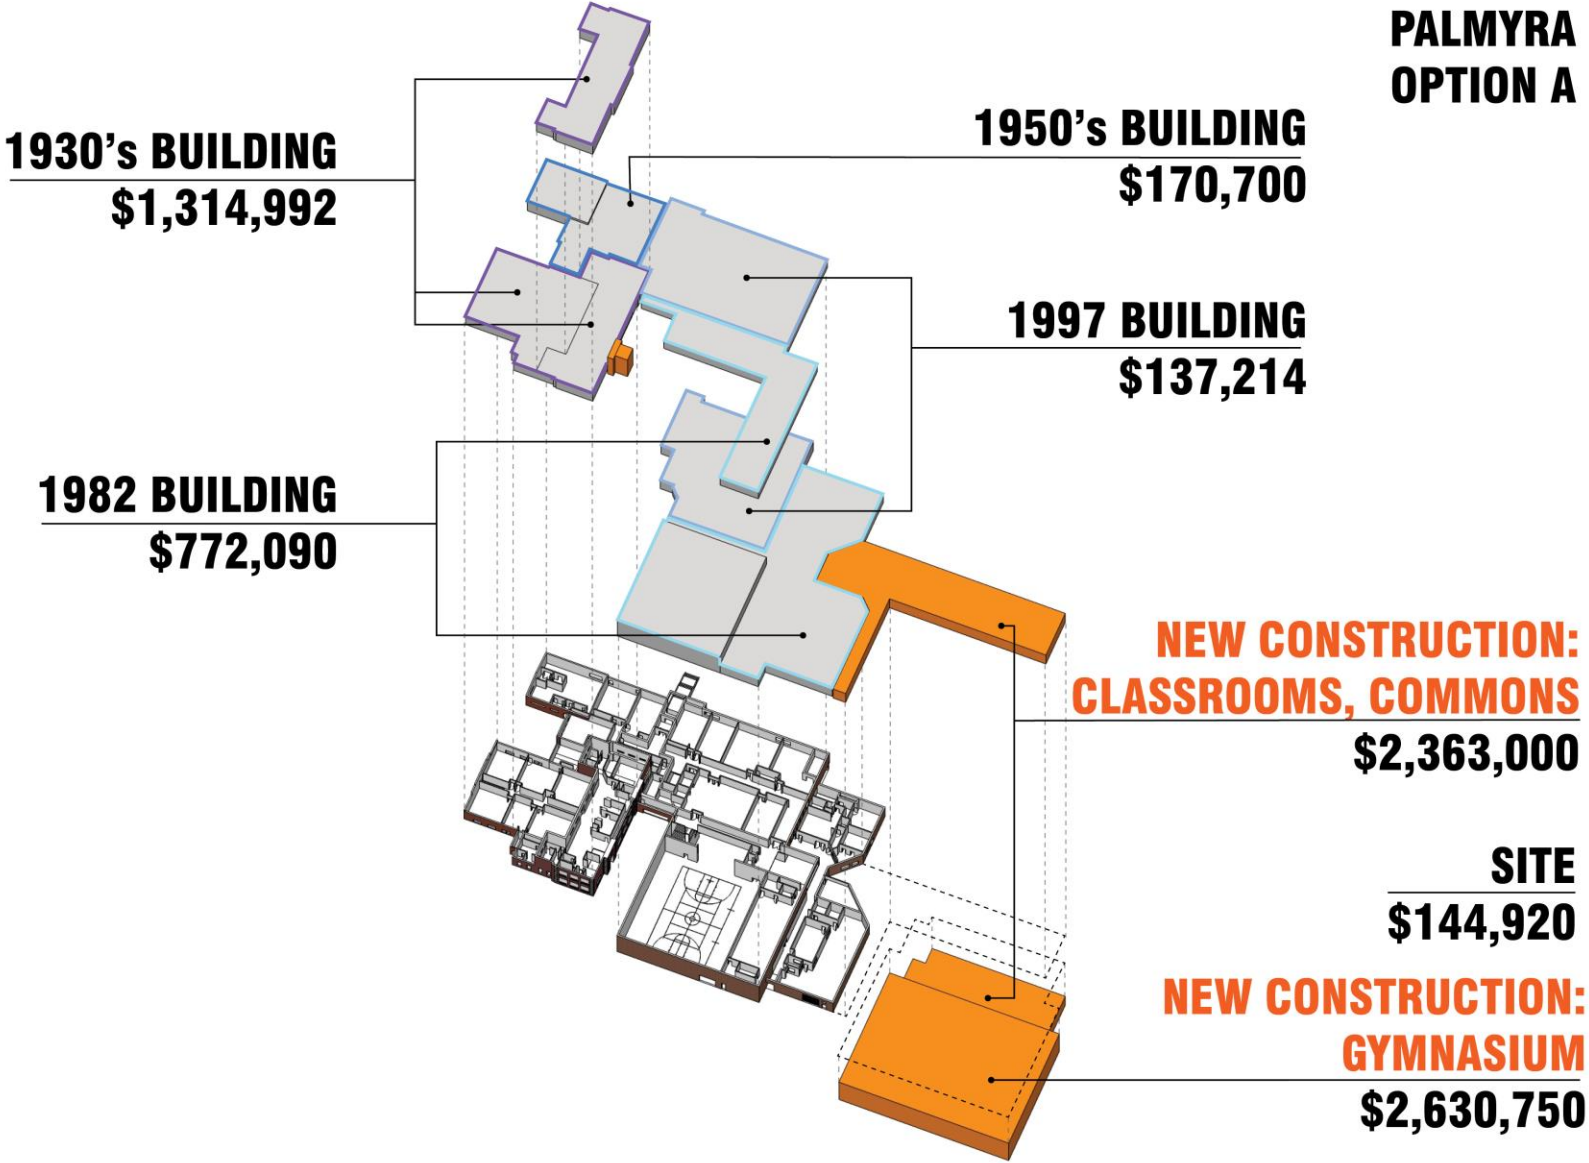 PALMYRA
OPTION A
1930's BUILDING
$1,314,992
1950's BUILDING
$170,700
1997 BUILDING
$137,214
1982 BUILDING
$772,090
NEW CONSTRUCTION:
CLASSROOMS, COMMONS
$2,363,000
SITE
$144,920
NEW CONSTRUCTION:
GYMNASIUM
$2,630,750